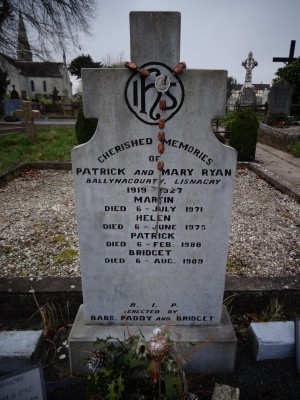 IHS
CHERISHED MEMORIES
OF
PATRICK AND MARY RYAN
BALLYNACOURTY, LISNAGRY
1919 1927
MARTIN
DIED 6-JULY 1971
HELEN
DIED 6-JUNE 1975
PATRICK
DIED 6-FEB. 1988
BRIDGET
DIED 6-AUG. 1989
R. I. P.
ERECTED BY
BABS, PADDY AND BRIDGET